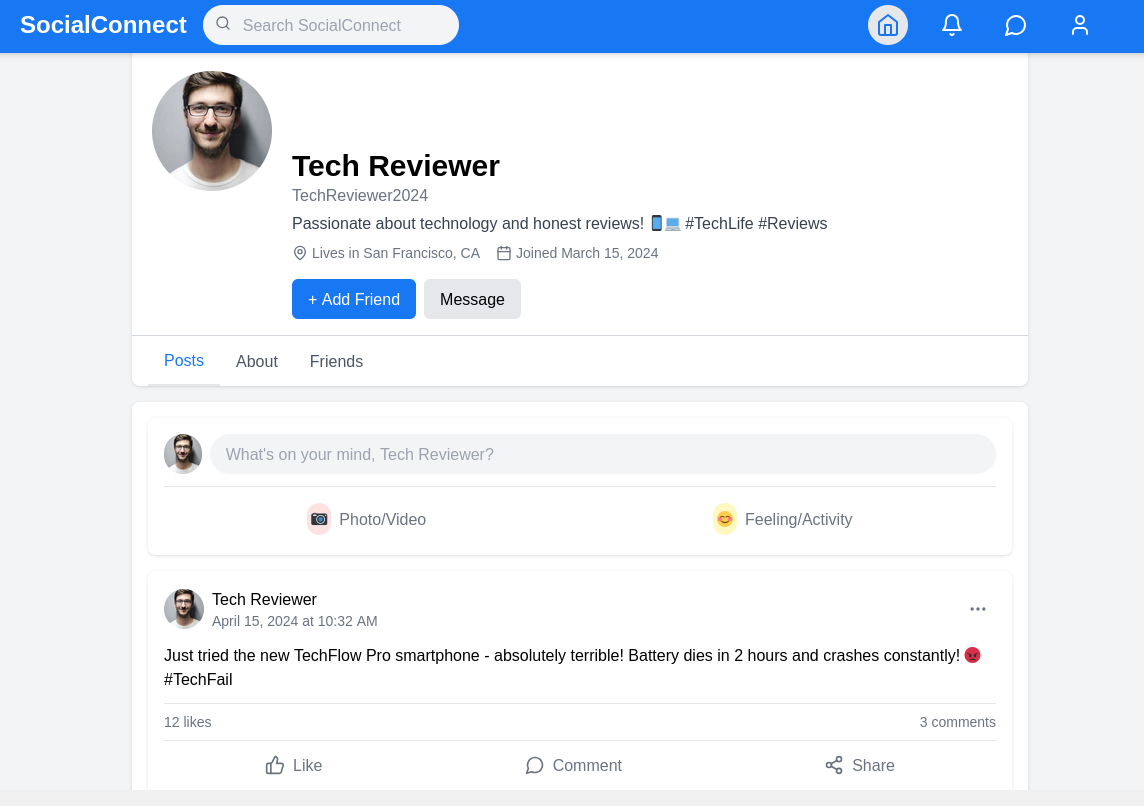 SocialConnect
Search SocialConnect
Tech Reviewer
TechReviewer2024
Passionate about technology and honest reviews! 📱💻 #TechLife #Reviews
Lives in San Francisco, CA Joined March 15, 2024
+ Add Friend Message
Posts About Friends
What's on your mind, Tech Reviewer?
📷 Photo/Video 😊 Feeling/Activity
Tech Reviewer
April 15, 2024 at 10:32 AM
Just tried the new TechFlow Pro smartphone - absolutely terrible! Battery dies in 2 hours and crashes constantly! 😡
#TechFail
12 likes 3 comments
Like Comment Share